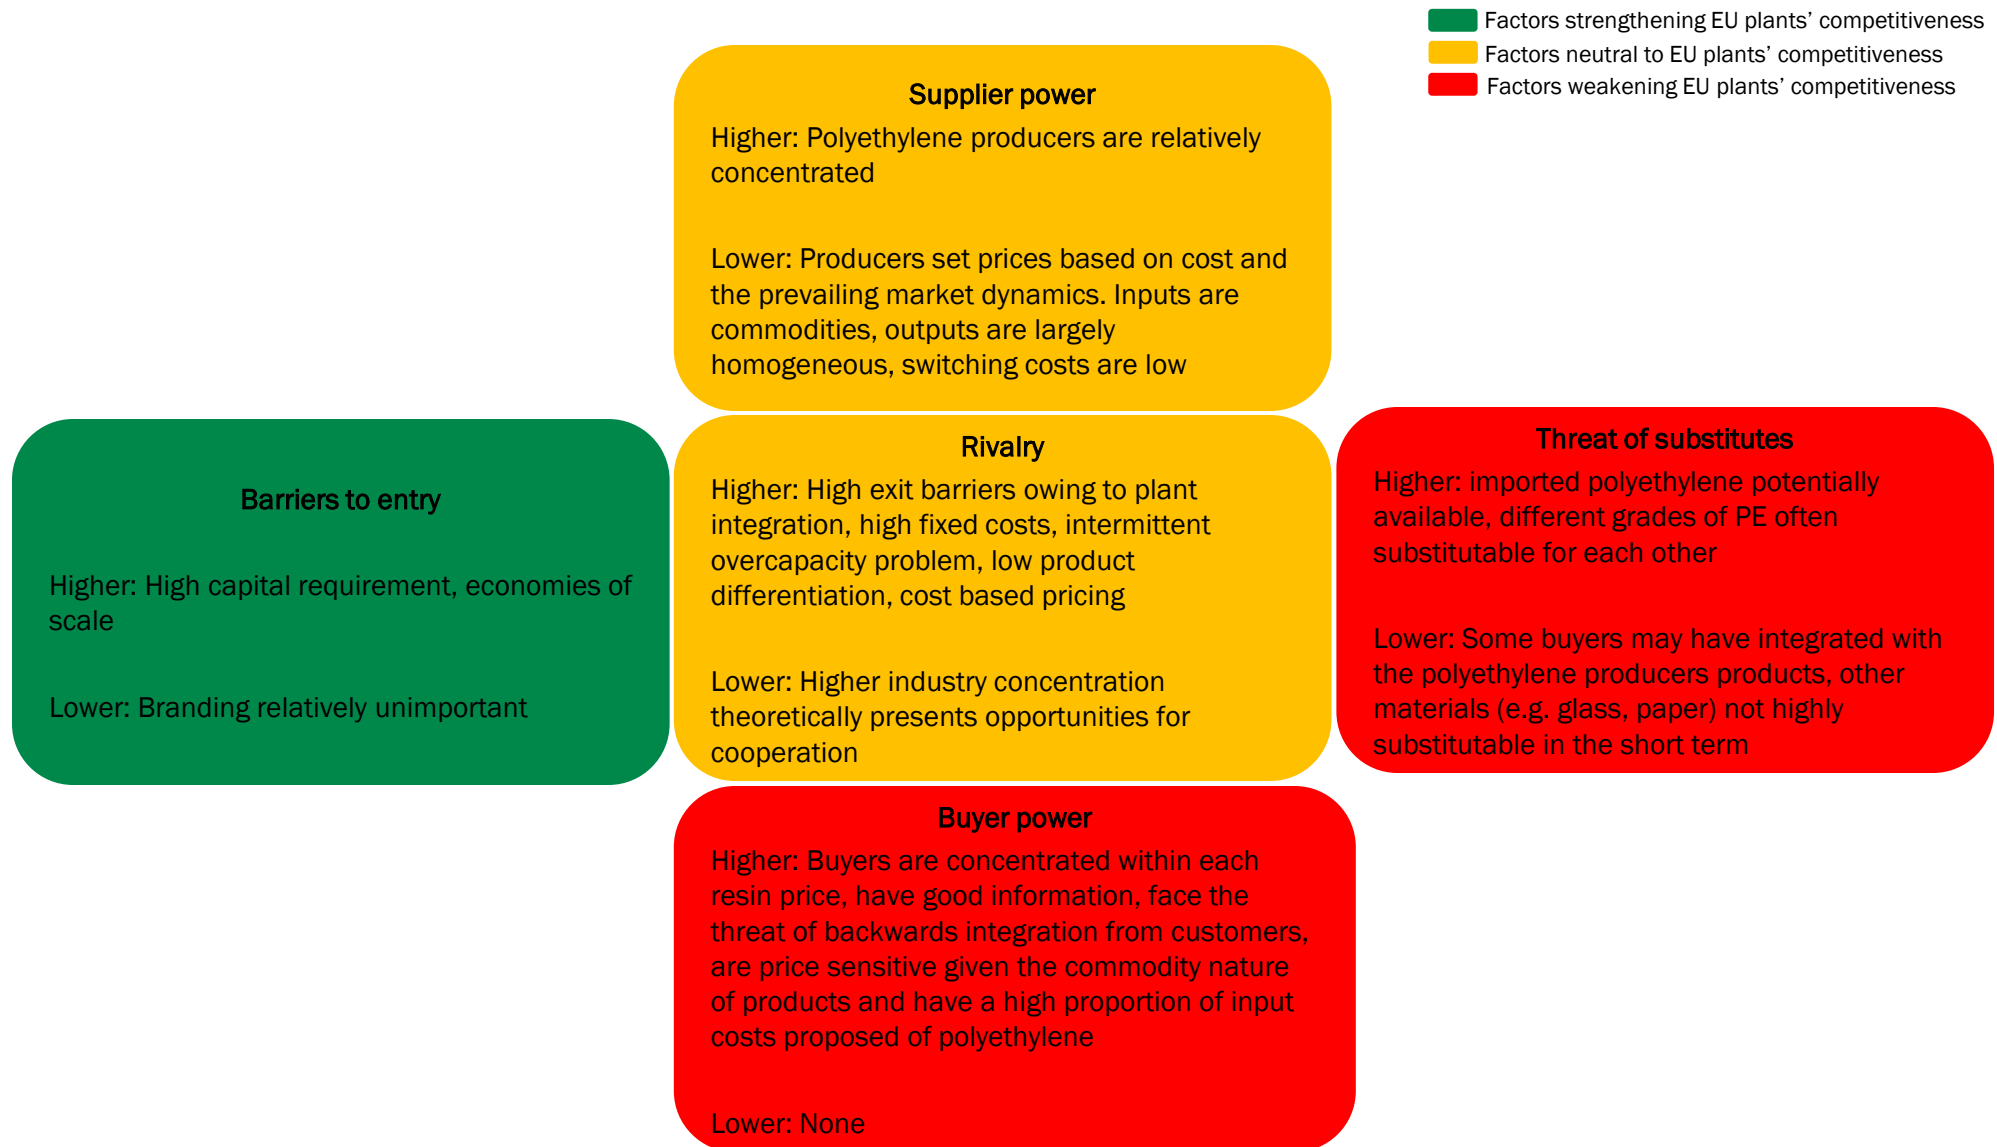 Factors strengthening EU plants’ competitiveness
Factors neutral to EU plants’ competitiveness
Factors weakening EU plants’ competitiveness
Supplier power
Higher: Polyethylene producers are relatively
concentrated
Lower: Producers set prices based on cost and
the prevailing market dynamics. Inputs are
commodities, outputs are largely
homogeneous, switching costs are low
Barriers to entry
Higher: High capital requirement, economies of
scale
Lower: Branding relatively unimportant
Rivalry
Higher: High exit barriers owing to plant
integration, high fixed costs, intermittent
overcapacity problem, low product
differentiation, cost based pricing
Lower: Higher industry concentration
theoretically presents opportunities for
cooperation
Threat of substitutes
Higher: imported polyethylene potentially
available, different grades of PE often
substitutable for each other
Lower: Some buyers may have integrated with
the polyethylene producers products, other
materials (e.g. glass, paper) not highly
substitutable in the short term
Buyer power
Higher: Buyers are concentrated within each
resin price, have good information, face the
threat of backwards integration from customers,
are price sensitive given the commodity nature
of products and have a high proportion of input
costs proposed of polyethylene
Lower: None